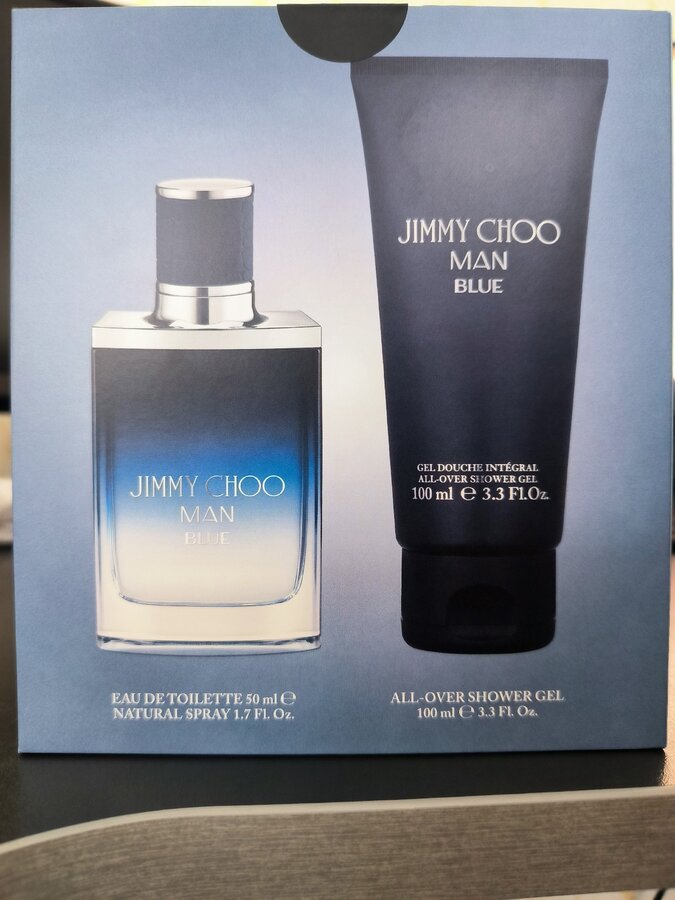 JIMMY CHOO
MAN
BLUE
EAU DE TOILETTE 50 ml ℮
NATURAL SPRAY 1.7 Fl. Oz.
JIMMY CHOO
MAN
BLUE
GEL DOUCHE INTÉGRAL
ALL-OVER SHOWER GEL
100 ml ℮ 3.3 Fl.Oz.
ALL-OVER SHOWER GEL
100 ml ℮ 3.3 Fl. Oz.